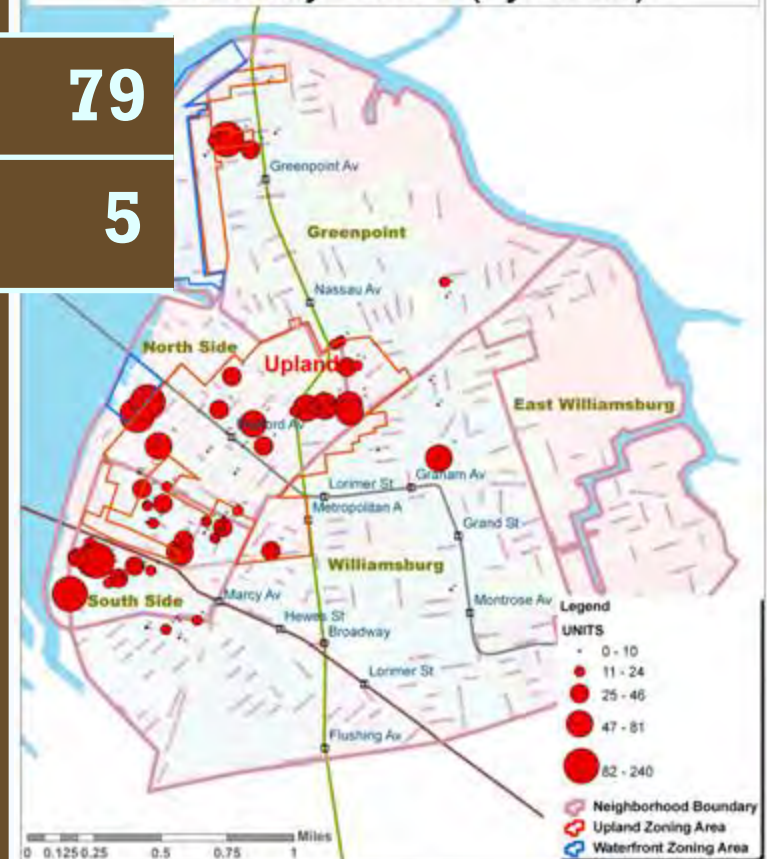 79
5
Greenpoint Av
Greenpoint
Nassau Av
North Side
Upland
East Williamsburg
Graham Av
Lorimer St
Metropolitan A
Grand St
Williamsburg
Marcy Av
South Side
Hewes St
Broadway
Montrose Av
Lorimer St
Flushing Av
Legend
UNITS
0 - 10
11 - 24
25 - 46
47 - 81
82 - 240
Neighborhood Boundary
Upland Zoning Area
Waterfront Zoning Area
Miles
0 0.125 0.25 0.5 0.75 1